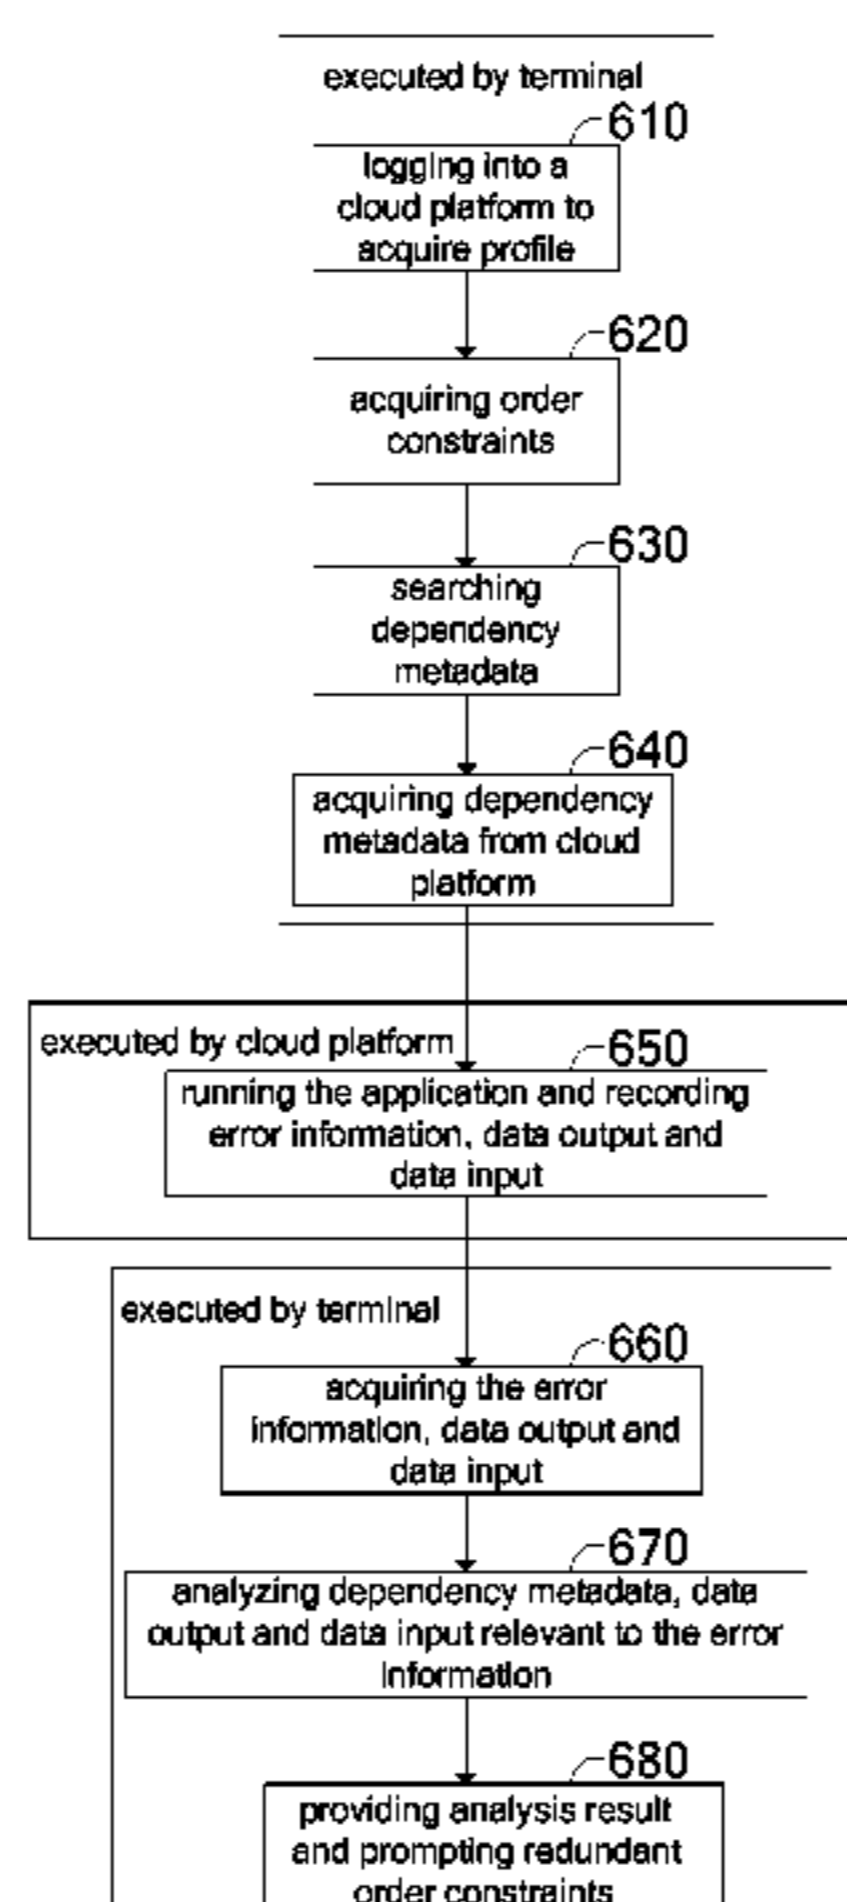 executed by terminal
610
logging into a
cloud platform to
acquire profile
620
acquiring order
constraints
630
searching
dependency
metadata
640
acquiring dependency
metadata from cloud
platform
executed by cloud platform
650
running the application and recording
error information, data output and
data input
executed by terminal
660
acquiring the error
information, data output and
data input
670
analyzing dependency metadata, data
output and data input relevant to the error
information
680
providing analysis result
and prompting redundant
order constraints